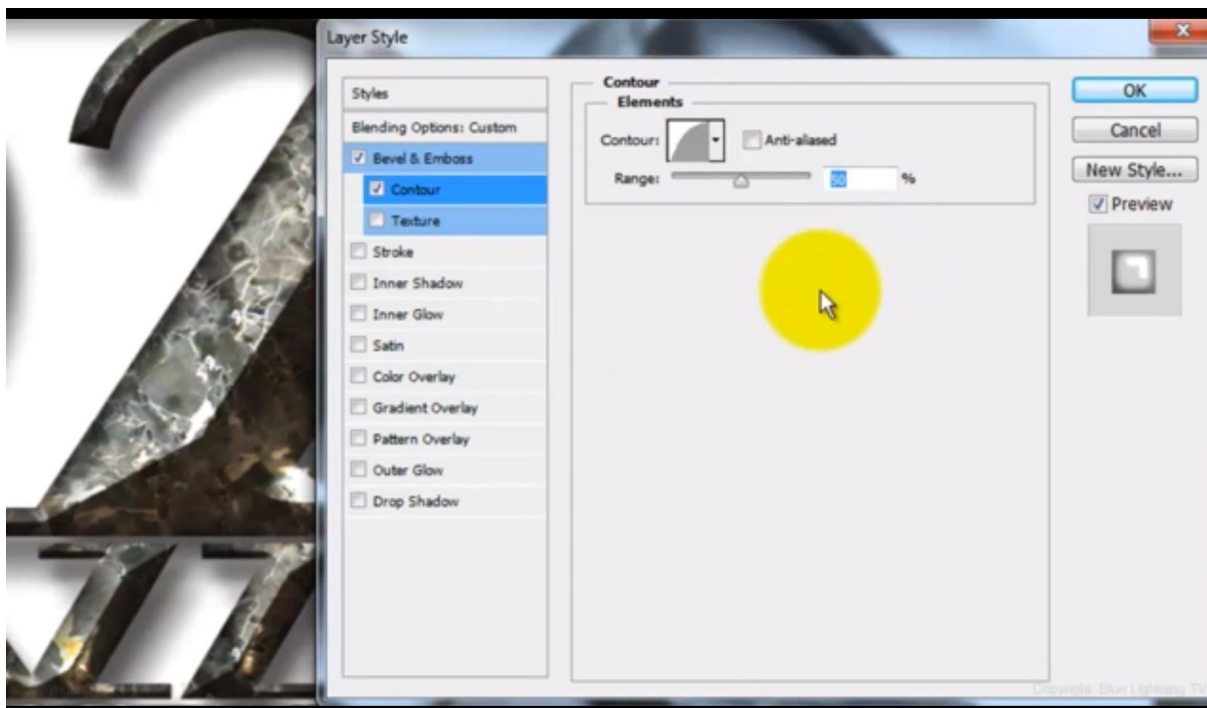 Layer Style
x
Styles
Blending Options: Custom
Bevel & Emboss
Contour
Texture
Stroke
Inner Shadow
Inner Glow
Satin
Color Overlay
Gradient Overlay
Pattern Overlay
Outer Glow
Drop Shadow
Contour
Elements
Contour:
Anti-aliased
Range:
50
%
OK
Cancel
New Style...
Preview
Copyright: Blue Lightning TV